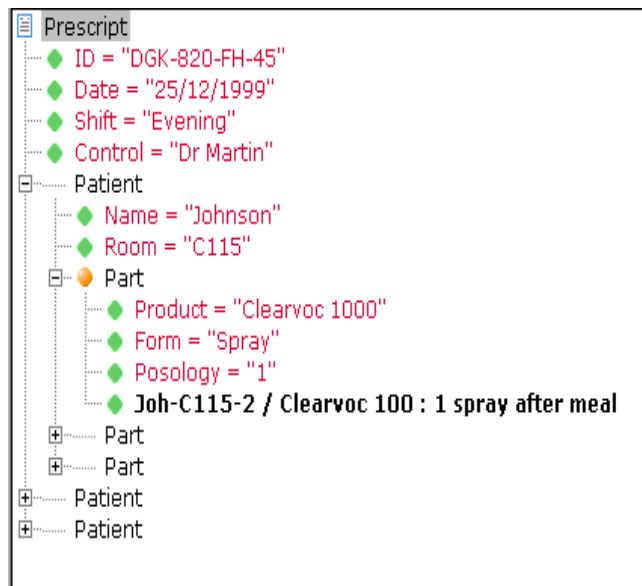 Prescript
ID = "DGK-820-FH-45"
Date = "25/12/1999"
Shift = "Evening"
Control = "Dr Martin"
Patient
Name = "Johnson"
Room = "C115"
Part
Product = "Clearvoc 1000"
Form = "Spray"
Posology = "1"
Joh-C115-2 / Clearvoc 100 : 1 spray after meal
Part
Part
Patient
Patient